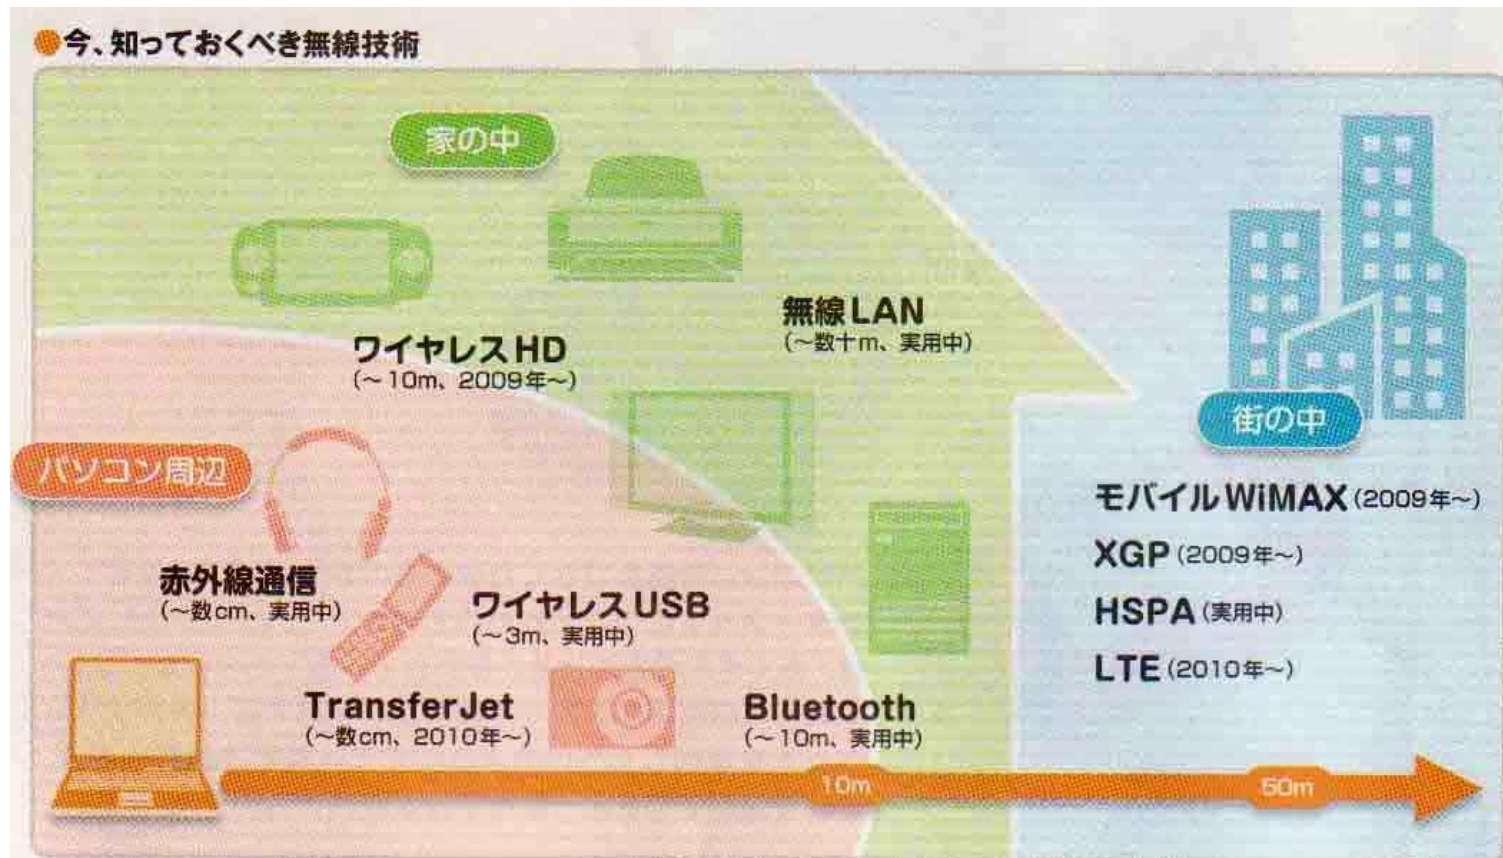 ●今、知っておくべき無線技術
家の中
無線LAN
(～数十m、実用中)
ワイヤレスHD
(～10m、2009年～)
街の中
パソコン周辺
モバイルWiMAX(2009年～)
XGP(2009年～)
HSPA(実用中)
LTE(2010年～)
赤外線通信
(～数cm、実用中)
ワイヤレスUSB
(～3m、実用中)
TransferJet
(～数cm、2010年～)
Bluetooth
(～10m、実用中)
10m
50m